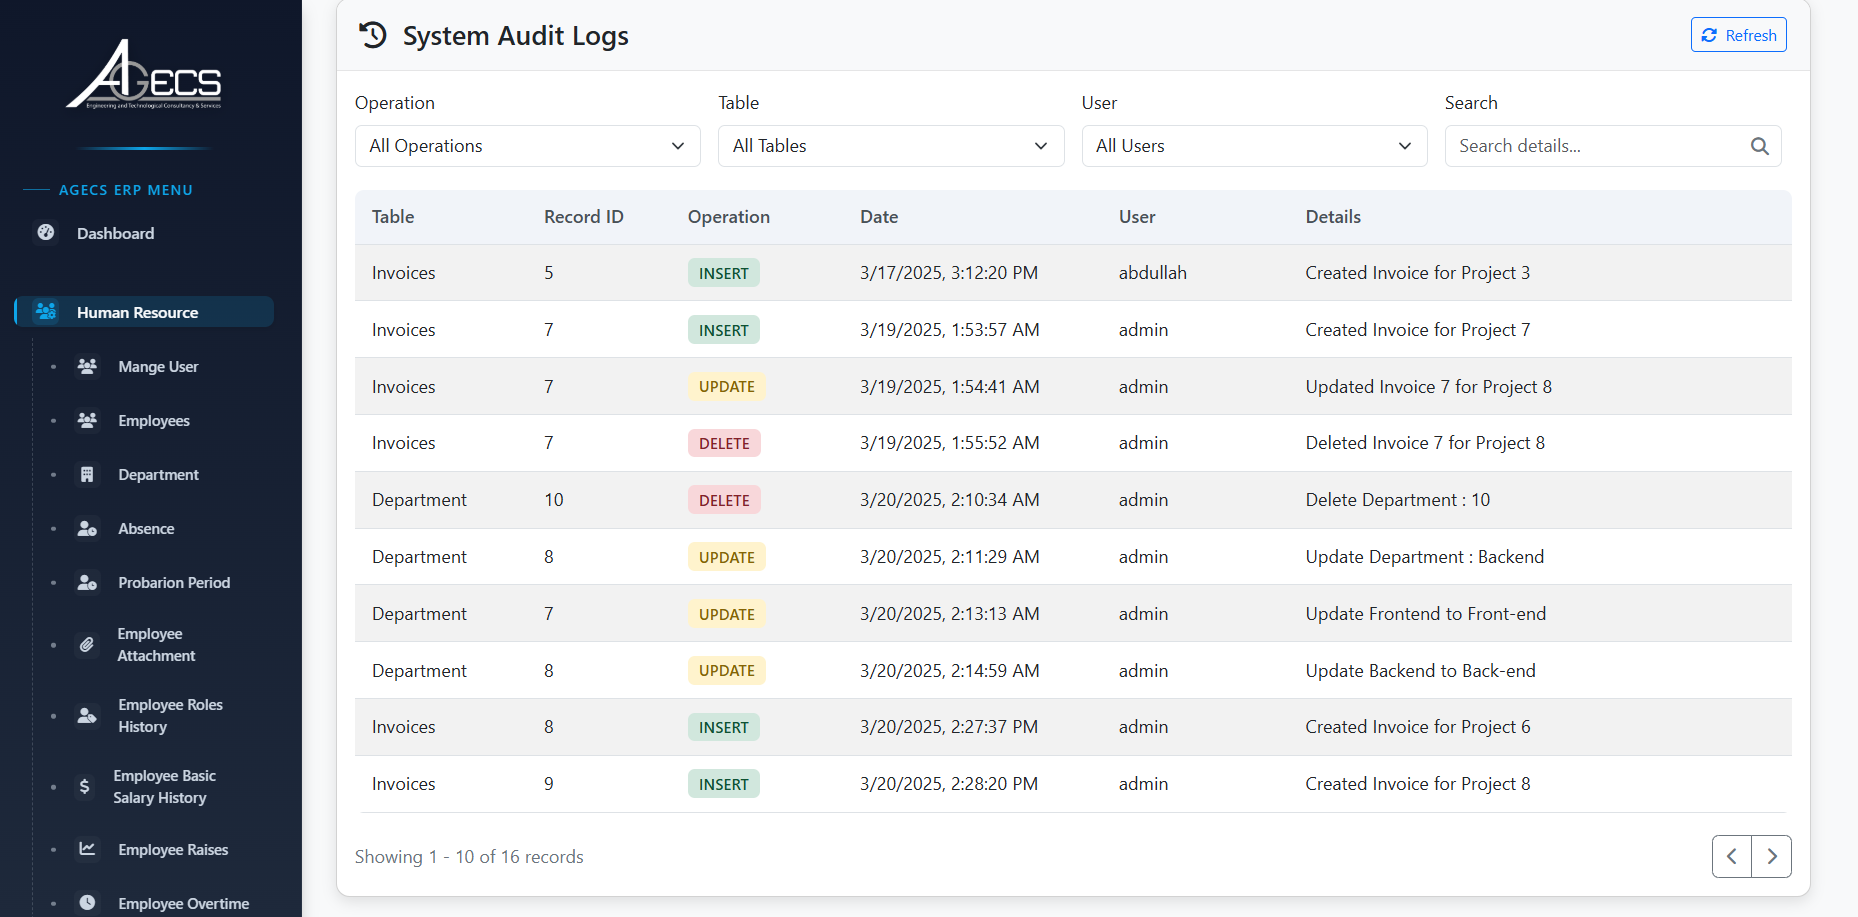 AGECS
Engineering and Technological Consultancy & Services
AGECS ERP MENU
Dashboard
Human Resource
Mange User
Employees
Department
Absence
Probarion Period
Employee
Attachment
Employee Roles
History
Employee Basic
Salary History
Employee Raises
Employee Overtime
System Audit Logs
Refresh
Operation Table User Search
All Operations All Tables All Users Search details...
Table Record ID Operation Date User Details
Invoices 5 INSERT 3/17/2025, 3:12:20 PM abdullah Created Invoice for Project 3
Invoices 7 INSERT 3/19/2025, 1:53:57 AM admin Created Invoice for Project 7
Invoices 7 UPDATE 3/19/2025, 1:54:41 AM admin Updated Invoice 7 for Project 8
Invoices 7 DELETE 3/19/2025, 1:55:52 AM admin Deleted Invoice 7 for Project 8
Department 10 DELETE 3/20/2025, 2:10:34 AM admin Delete Department : 10
Department 8 UPDATE 3/20/2025, 2:11:29 AM admin Update Department : Backend
Department 7 UPDATE 3/20/2025, 2:13:13 AM admin Update Frontend to Front-end
Department 8 UPDATE 3/20/2025, 2:14:59 AM admin Update Backend to Back-end
Invoices 8 INSERT 3/20/2025, 2:27:37 PM admin Created Invoice for Project 6
Invoices 9 INSERT 3/20/2025, 2:28:20 PM admin Created Invoice for Project 8
Showing 1 - 10 of 16 records